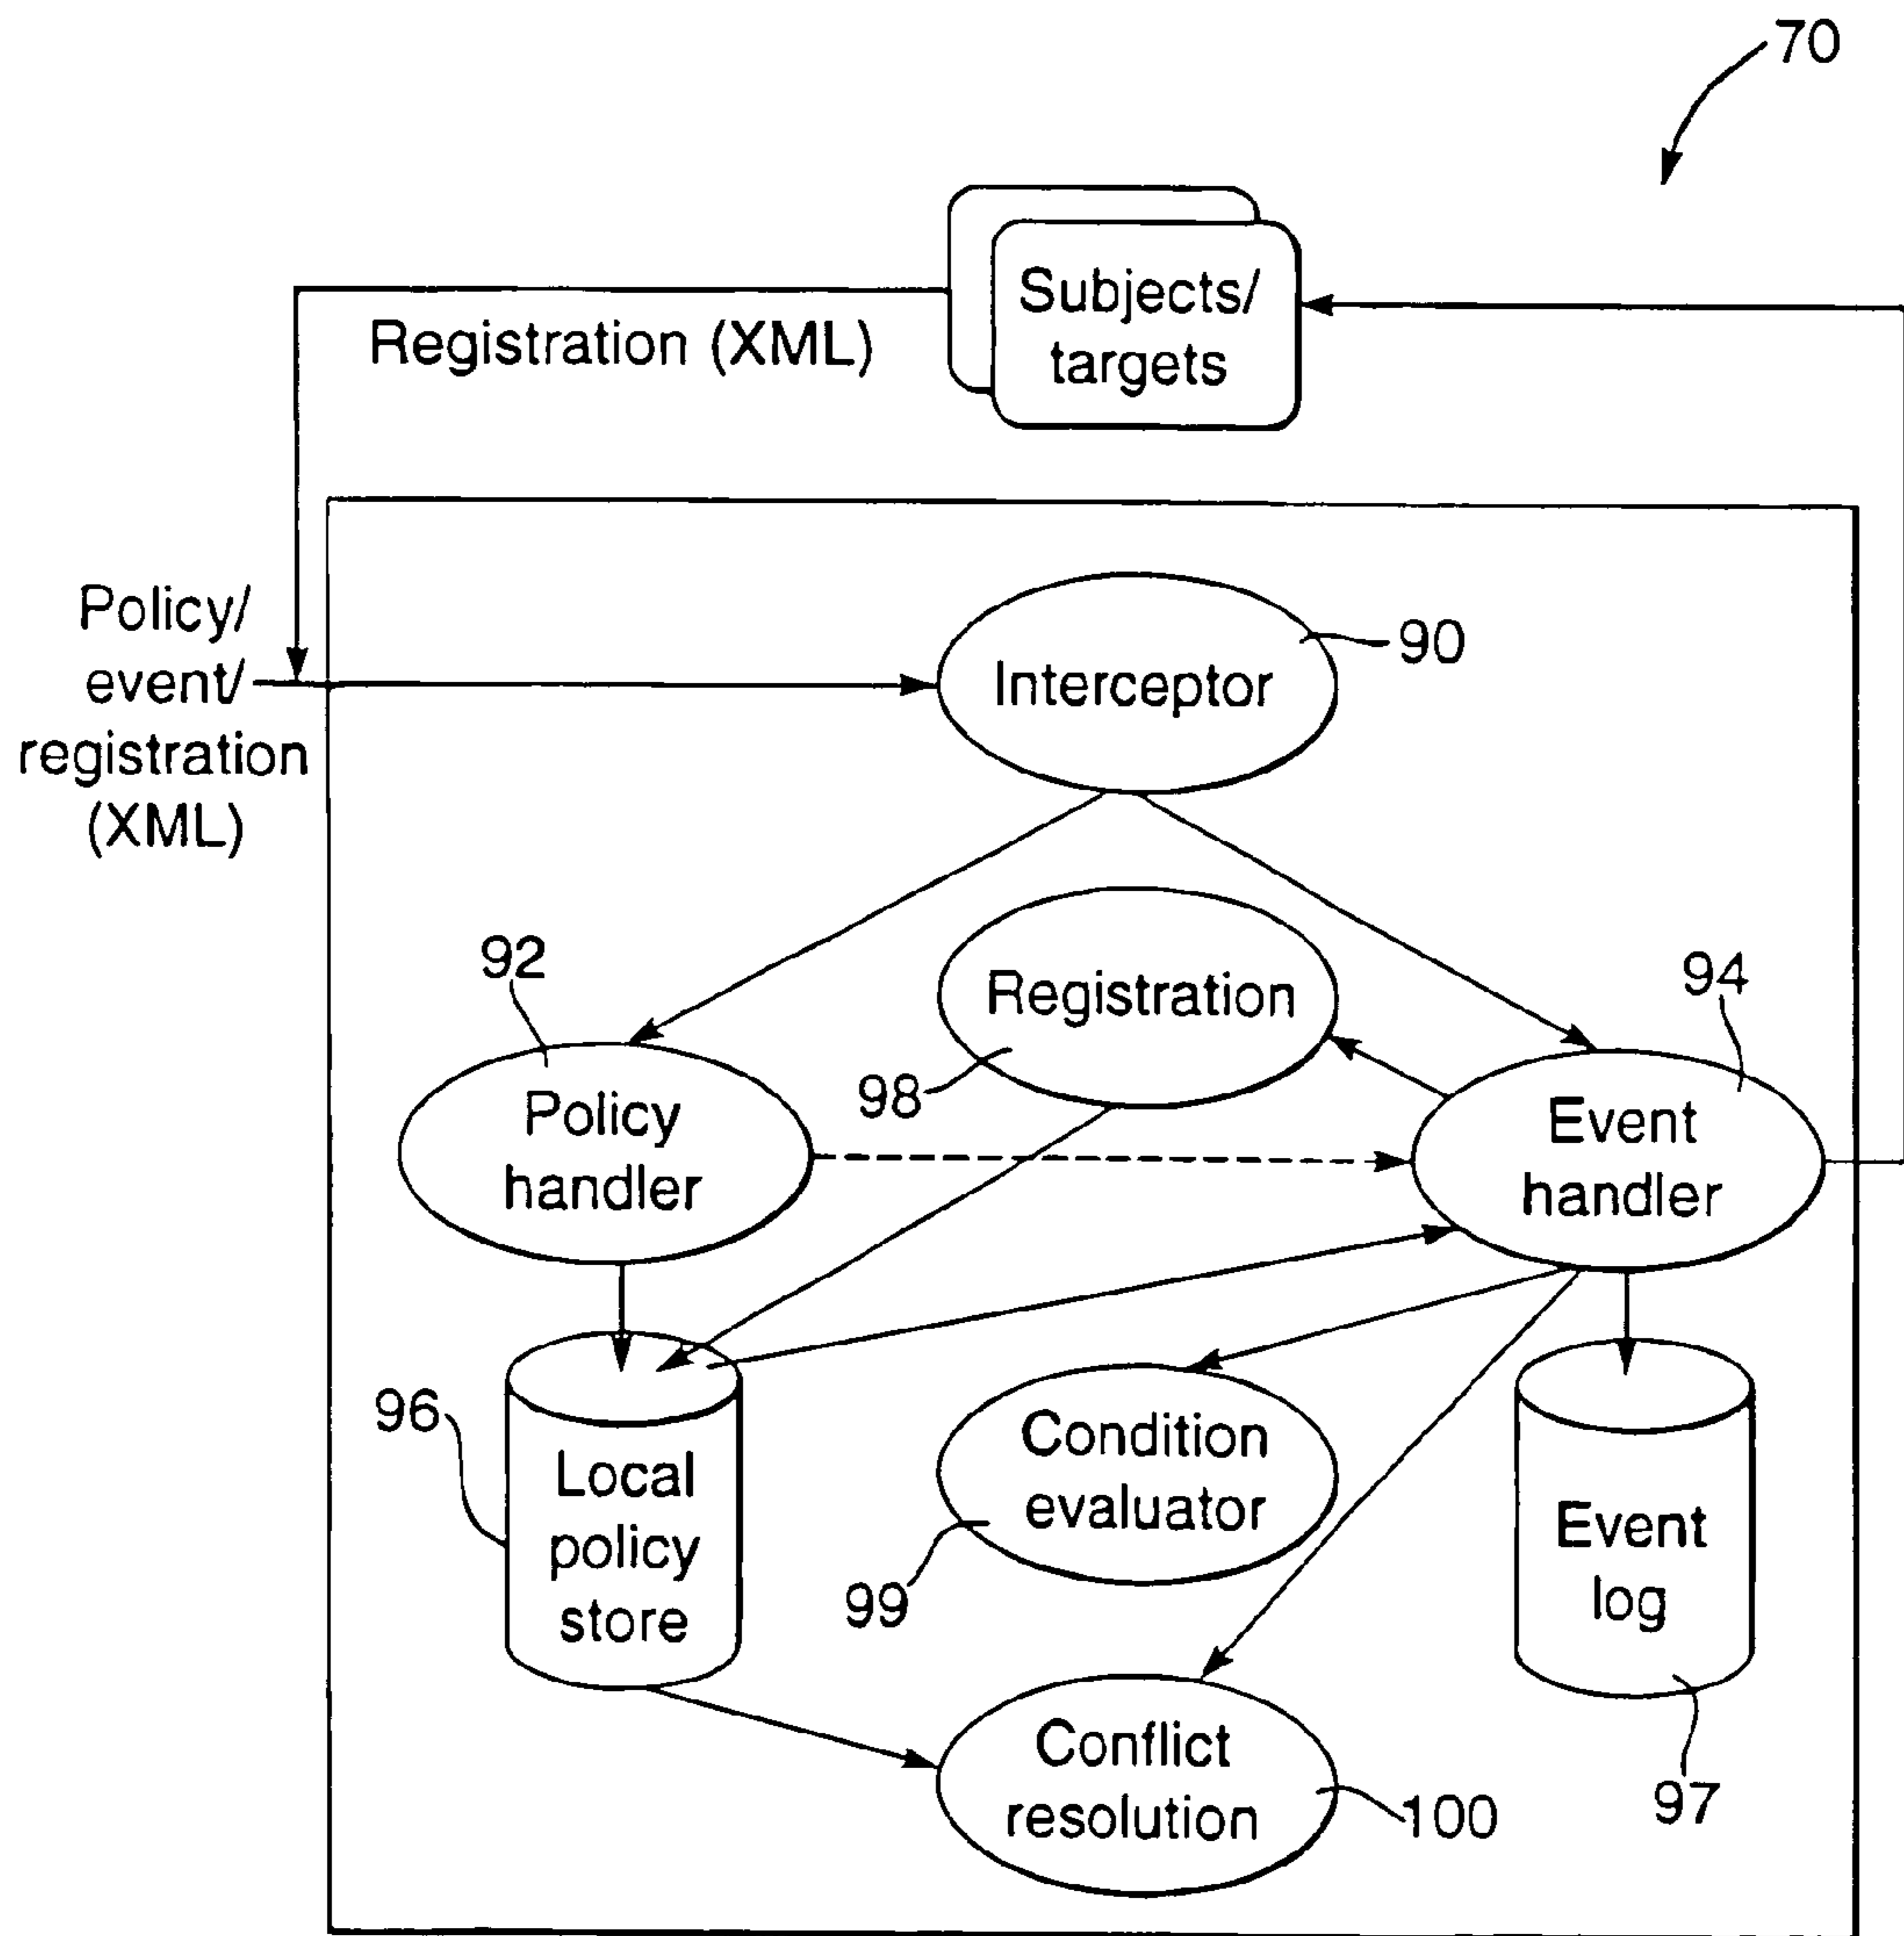 70
Subjects/
targets
Registration (XML)
Policy/
event/
registration
(XML)
Interceptor
90
92
Registration
94
98
Policy
handler
Event
handler
96
Local
policy
store
Condition
evaluator
99
Event
log
Conflict
resolution
100
97